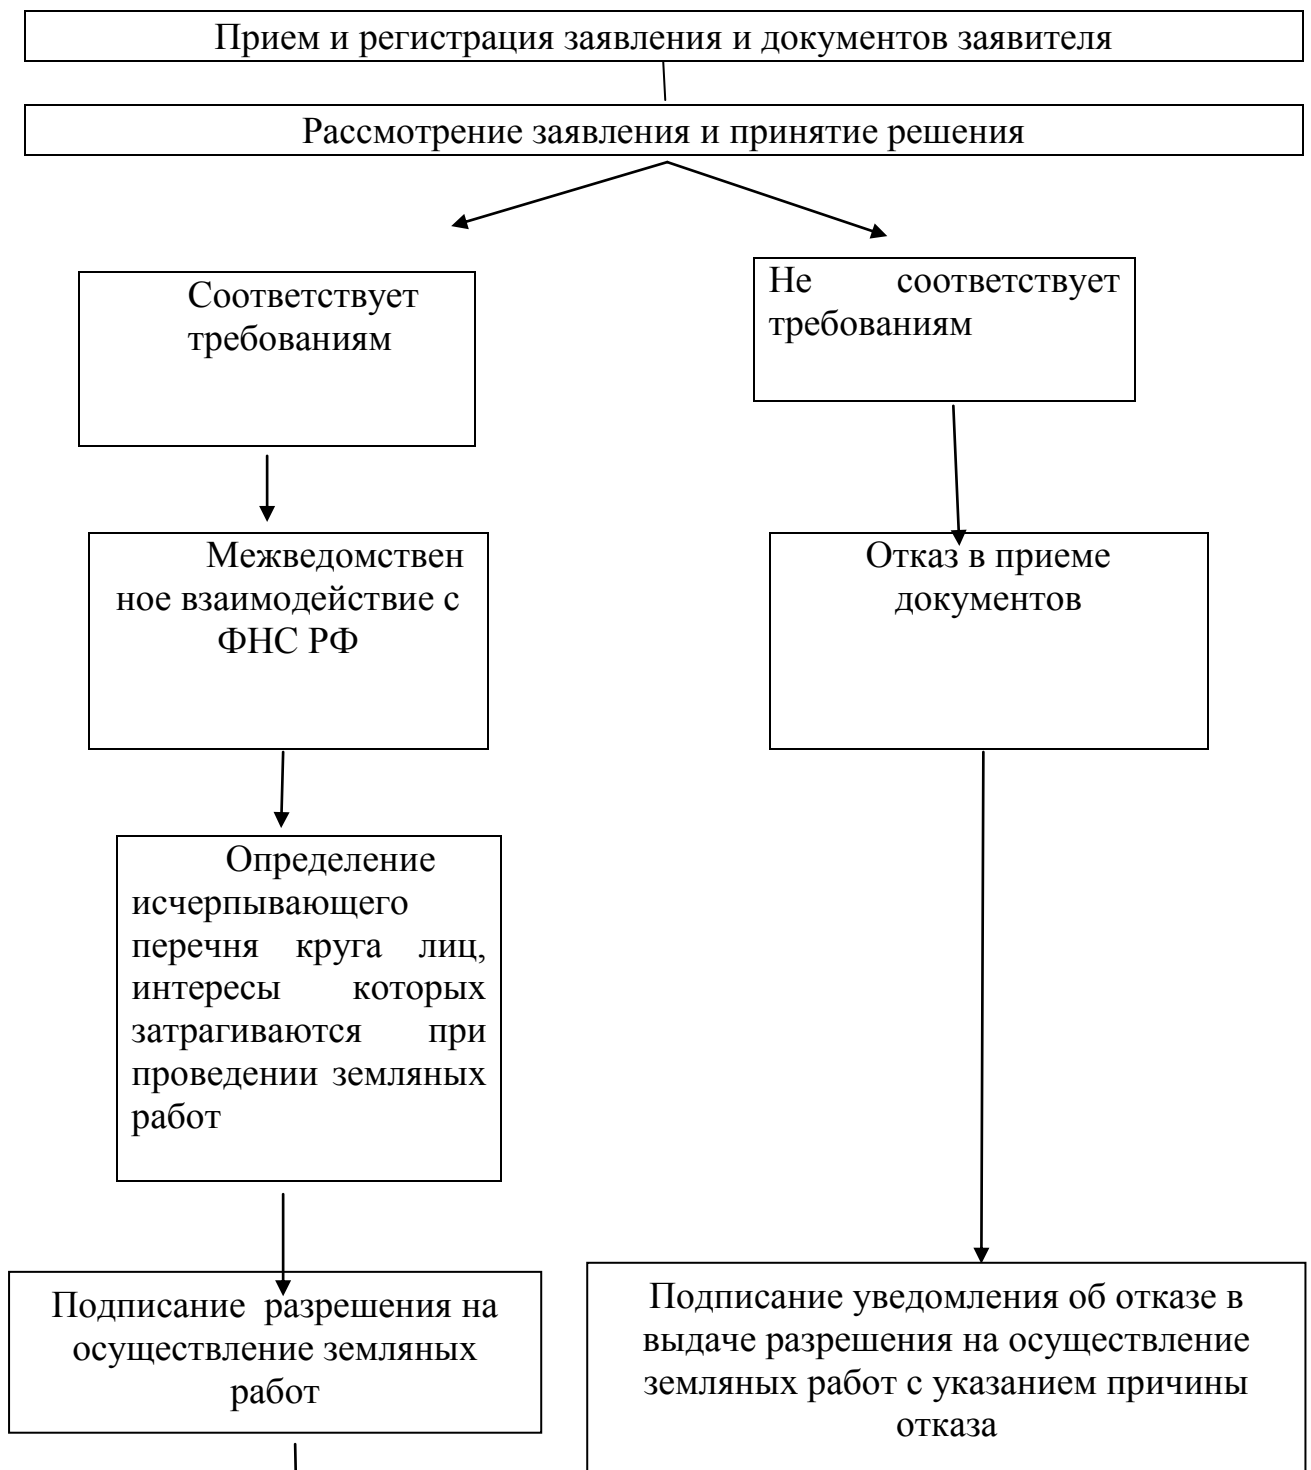 Прием и регистрация заявления и документов заявителя
Рассмотрение заявления и принятие решения
Соответствует
требованиям
Не соответствует
требованиям
Межведомствен
ное взаимодействие с
ФНС РФ
Отказ в приеме
документов
Определение
исчерпывающего
перечня круга лиц,
интересы которых
затрагиваются при
проведении земляных
работ
Подписание разрешения на
осуществление земляных
работ
Подписание уведомления об отказе в
выдаче разрешения на осуществление
земляных работ с указанием причины
отказа